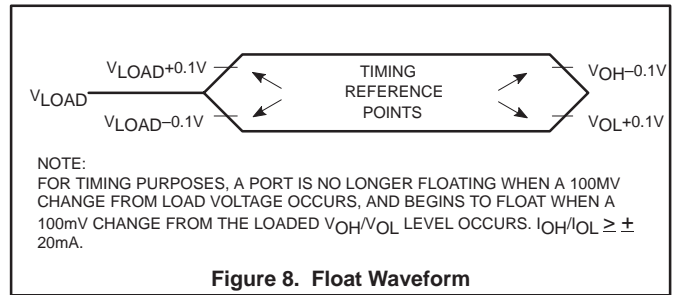 VLOAD+0.1V TIMING VOH–0.1V
VLOAD REFERENCE
VLOAD–0.1V POINTS VOL+0.1V
NOTE:
FOR TIMING PURPOSES, A PORT IS NO LONGER FLOATING WHEN A 100MV
CHANGE FROM LOAD VOLTAGE OCCURS, AND BEGINS TO FLOAT WHEN A
100mV CHANGE FROM THE LOADED VOH/VOL LEVEL OCCURS. IOH/IOL ≥ ±
20mA.
Figure 8. Float Waveform